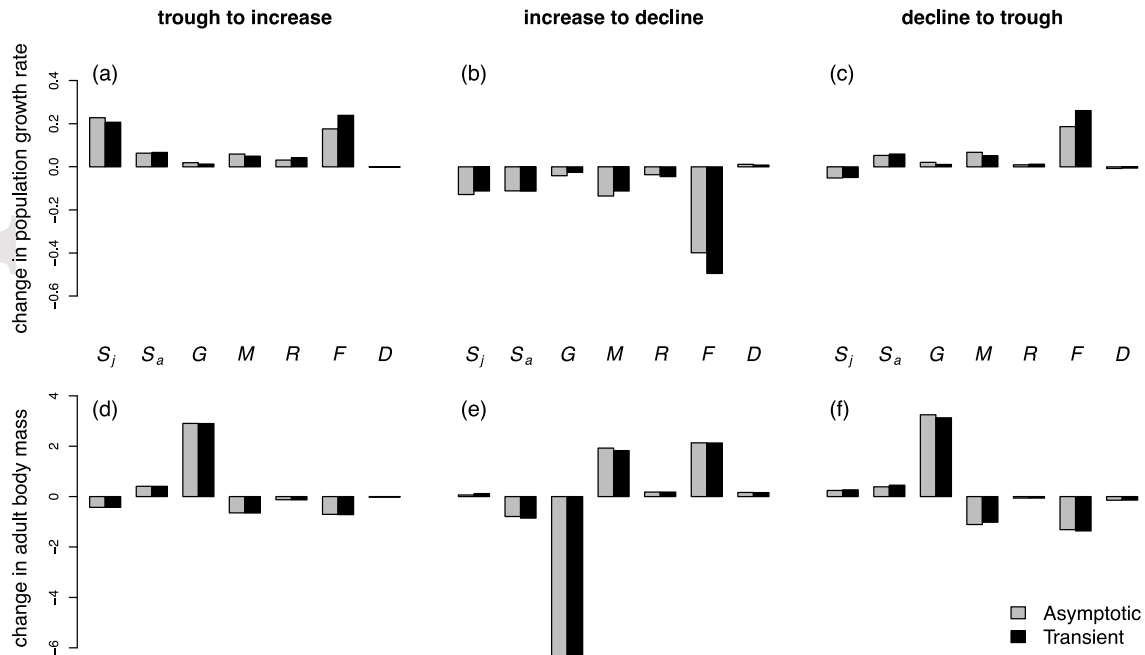 trough to increase increase to decline decline to trough
(a) (b) (c)
change in population growth rate
0.4
0.2
0.0
−0.2
−0.4
−0.6
Sj Sa G M R F D Sj Sa G M R F D Sj Sa G M R F D
(d) (e) (f)
change in adult body mass
4
2
0
−2
−4
−6
Asymptotic
Transient